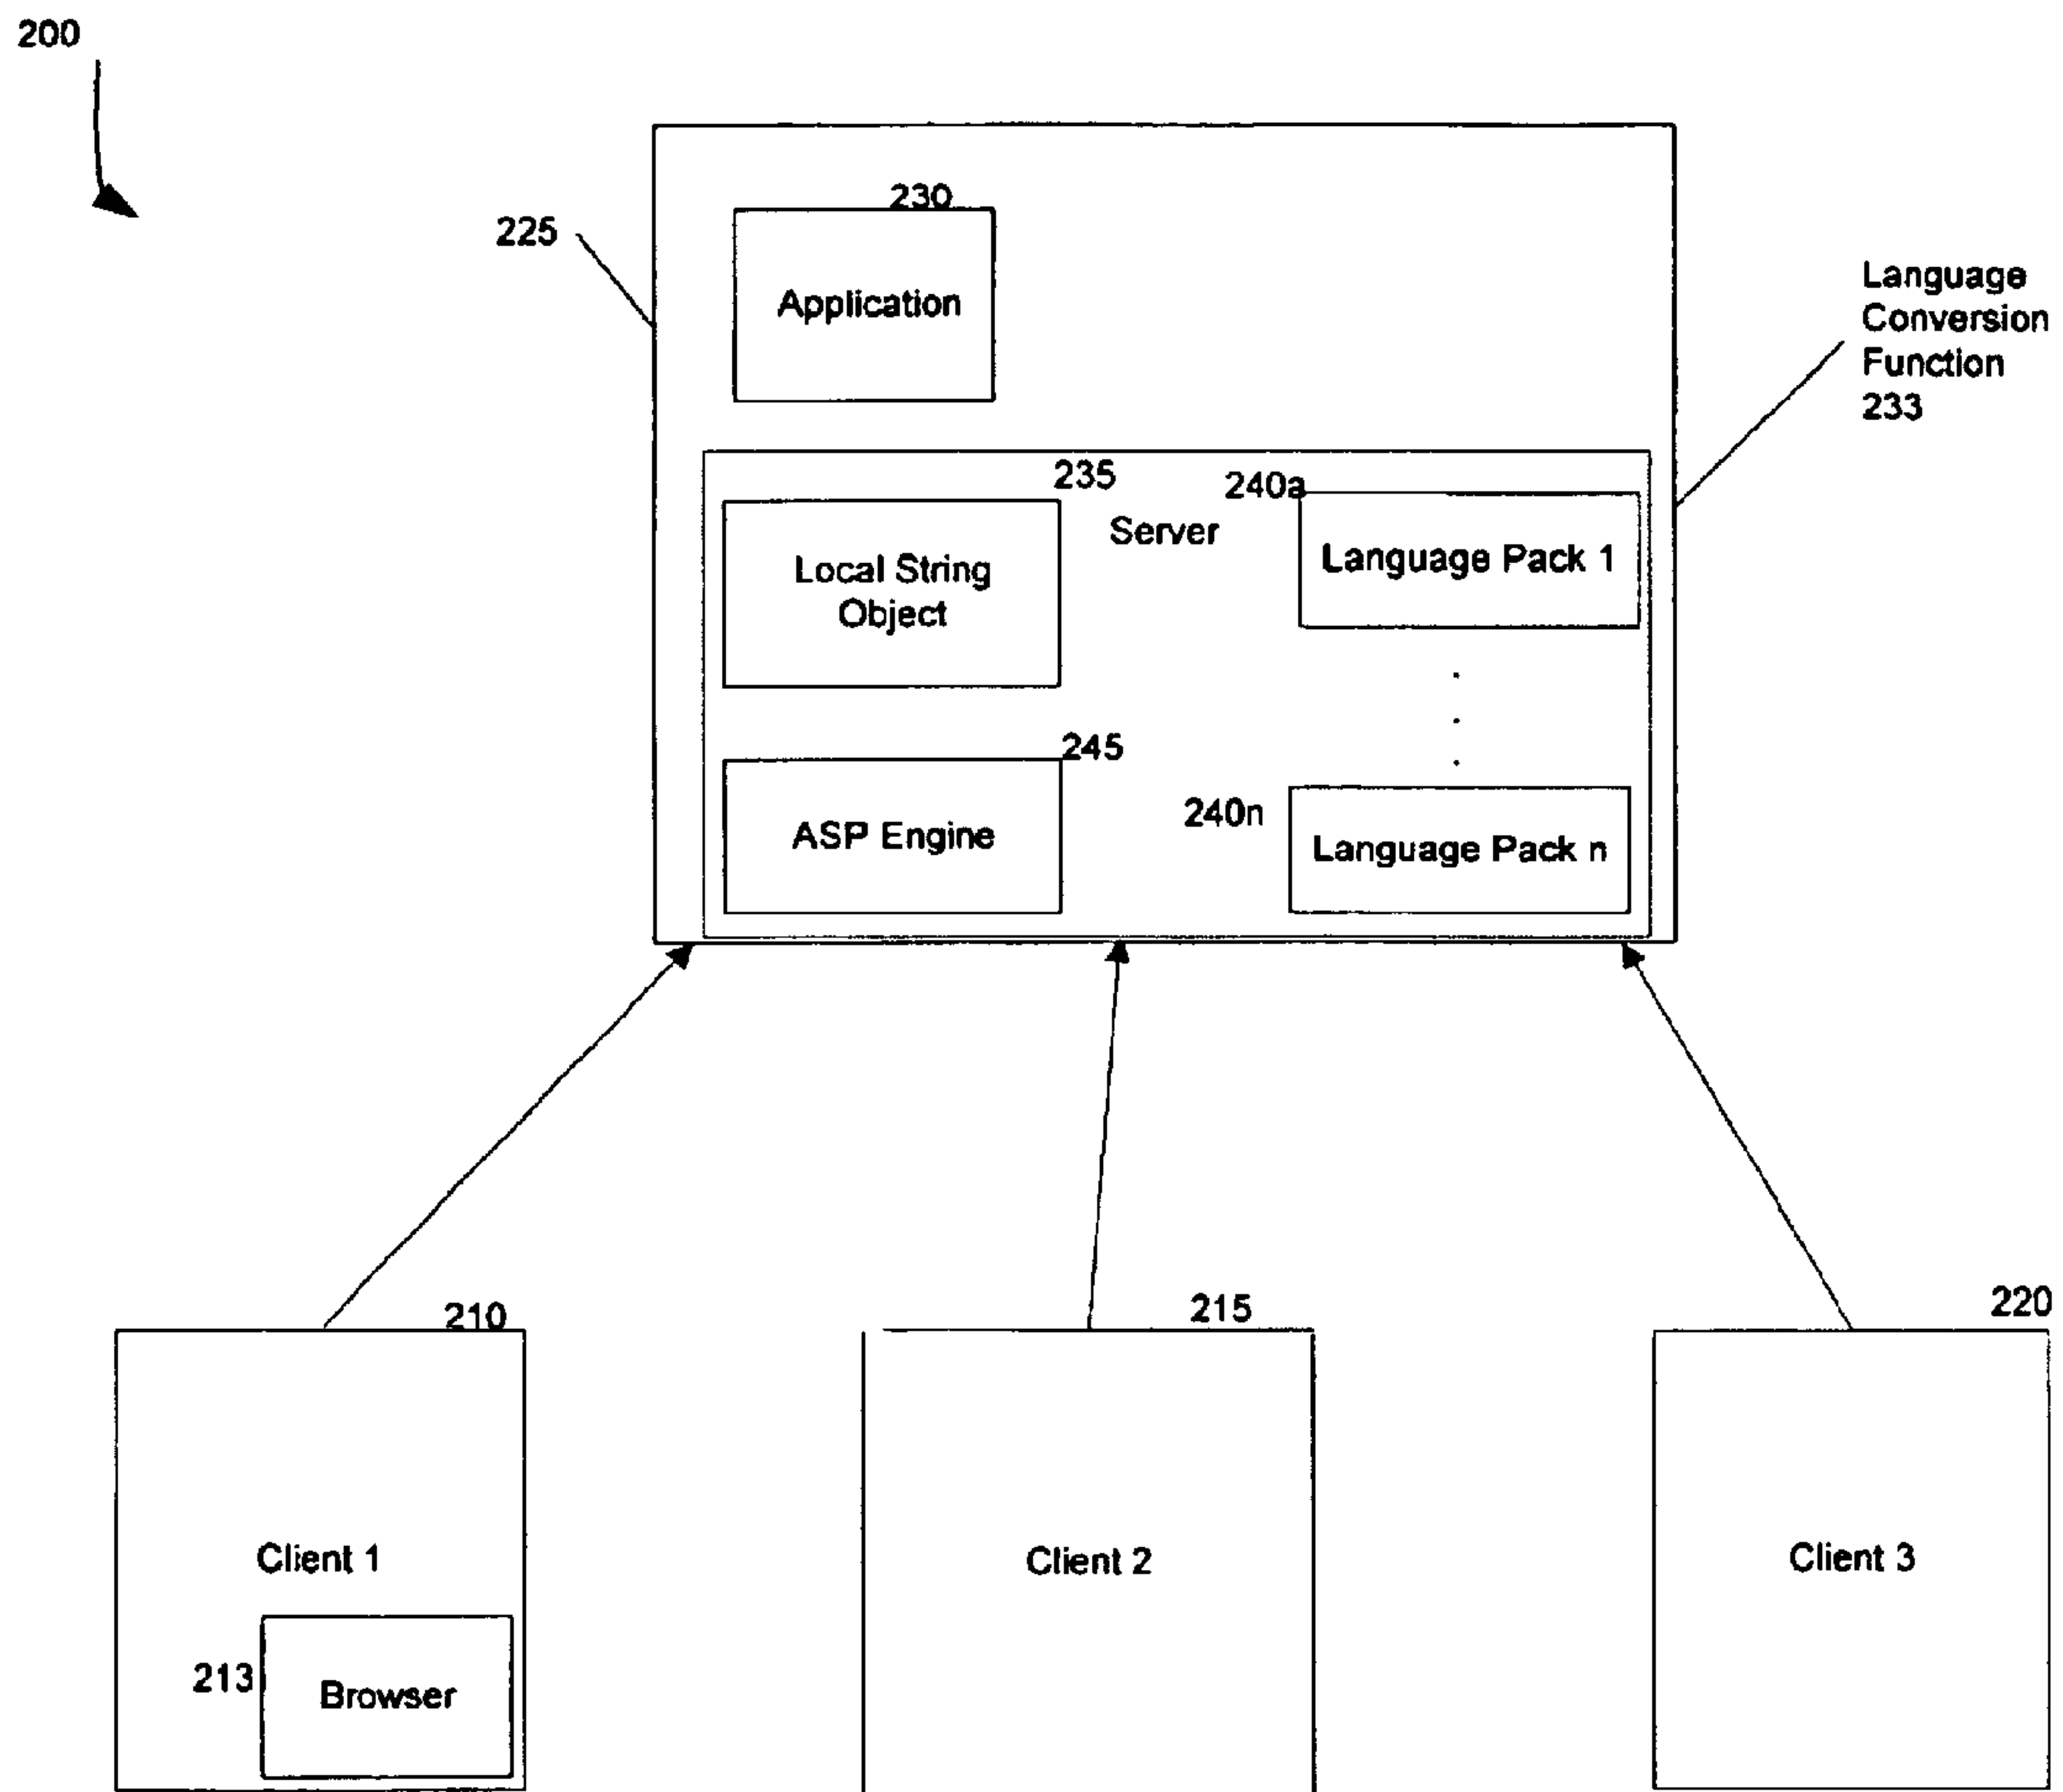 200
230
225
Application
Language
Conversion
Function
233
235
240a
Server
Language Pack 1
Local String
Object
245
240n
ASP Engine
Language Pack n
210
215
220
Client 1
Client 2
Client 3
213
Browser